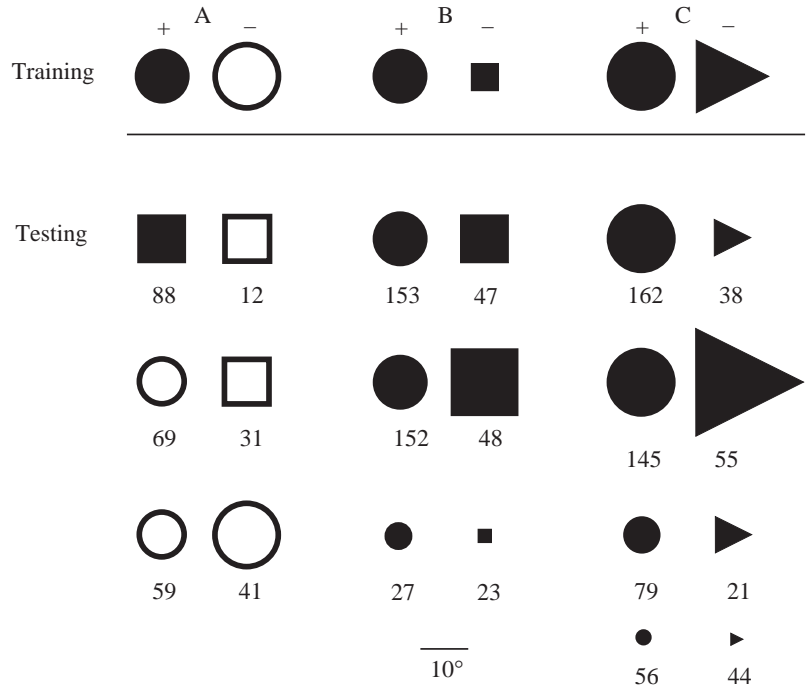 A B C
+ − + − + −
Training
Testing
88 12 153 47 162 38
69 31 152 48 145 55
59 41 27 23 79 21
56 44
10°